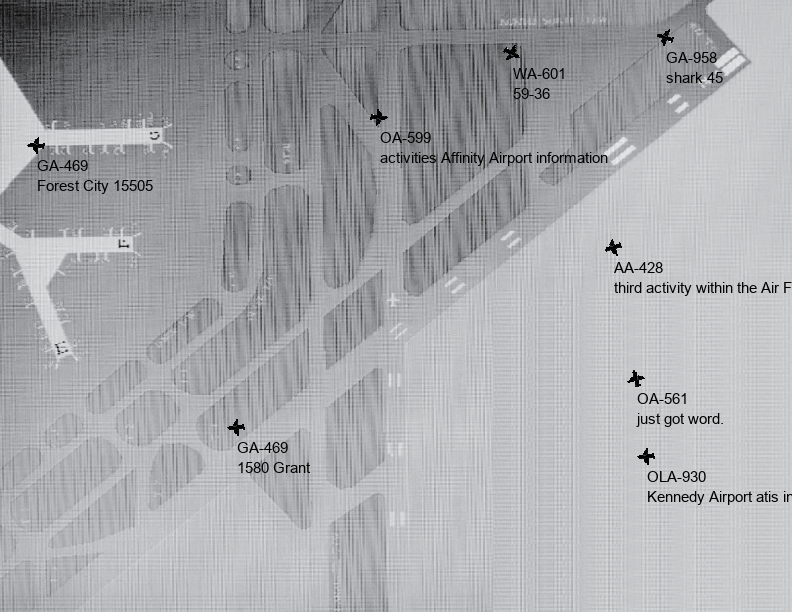 GA-958
shark 45
WA-601
59-36
OA-599
activities Affinity Airport information
GA-469
Forest City 15505
AA-428
third activity within the Air F
OA-561
just got word.
GA-469
1580 Grant
OLA-930
Kennedy Airport atis in